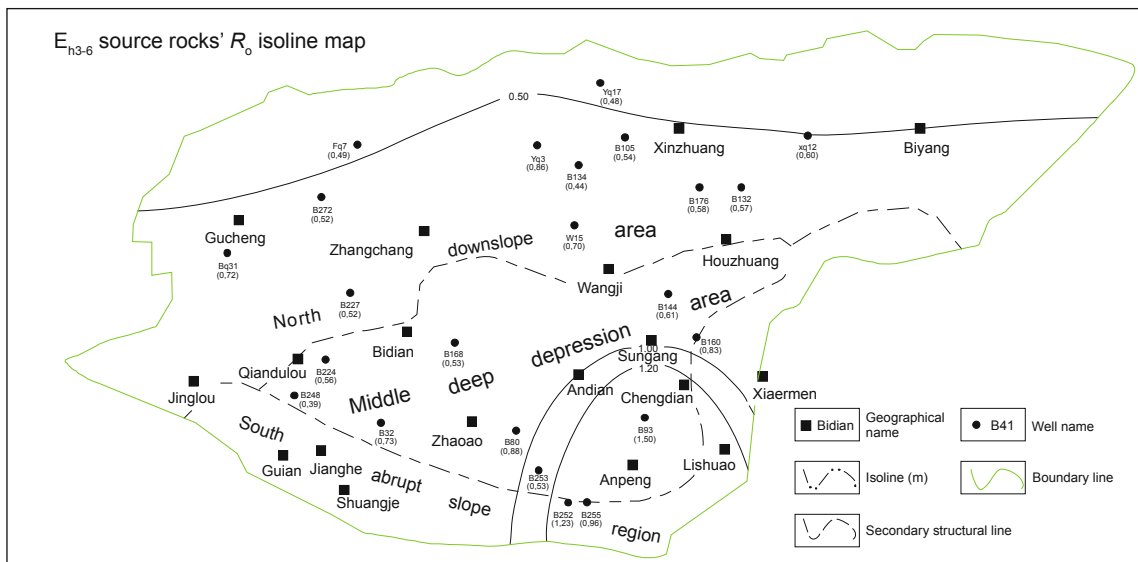 E_h3-6 source rocks' R_o isoline map
Yq17
(0,48)
0.50
Fq7
(0,49)
Yq3
(0,86)
B105
(0,54)
Xinzhuang
xq12
(0,60)
Biyang
B134
(0,44)
B272
(0,52)
B176
(0,58)
B132
(0,57)
Gucheng
Zhangchang
downslope
W15
(0,70)
area
Houzhuang
Bq31
(0,72)
Wangji
North
B227
(0,52)
B144
(0,61)
area
Bidian
B168
(0,53)
depression
Sungang
1.00
B160
(0,83)
Qiandulou
B224
(0,56)
1.20
Jinglou
Middle
deep
Andian
Chengdian
Xiaermen
B248
(0,39)
South
B32
(0,73)
Zhaoao
B80
(0,88)
B93
(1,50)
Guian
Jianghe
abrupt
B253
(0,53)
Anpeng
Lishuao
Shuangje
slope
B252
(1,23)
B255
(0,96)
region
Bidian
Geographical
name
B41
Well name
Isoline (m)
Boundary line
Secondary structural line